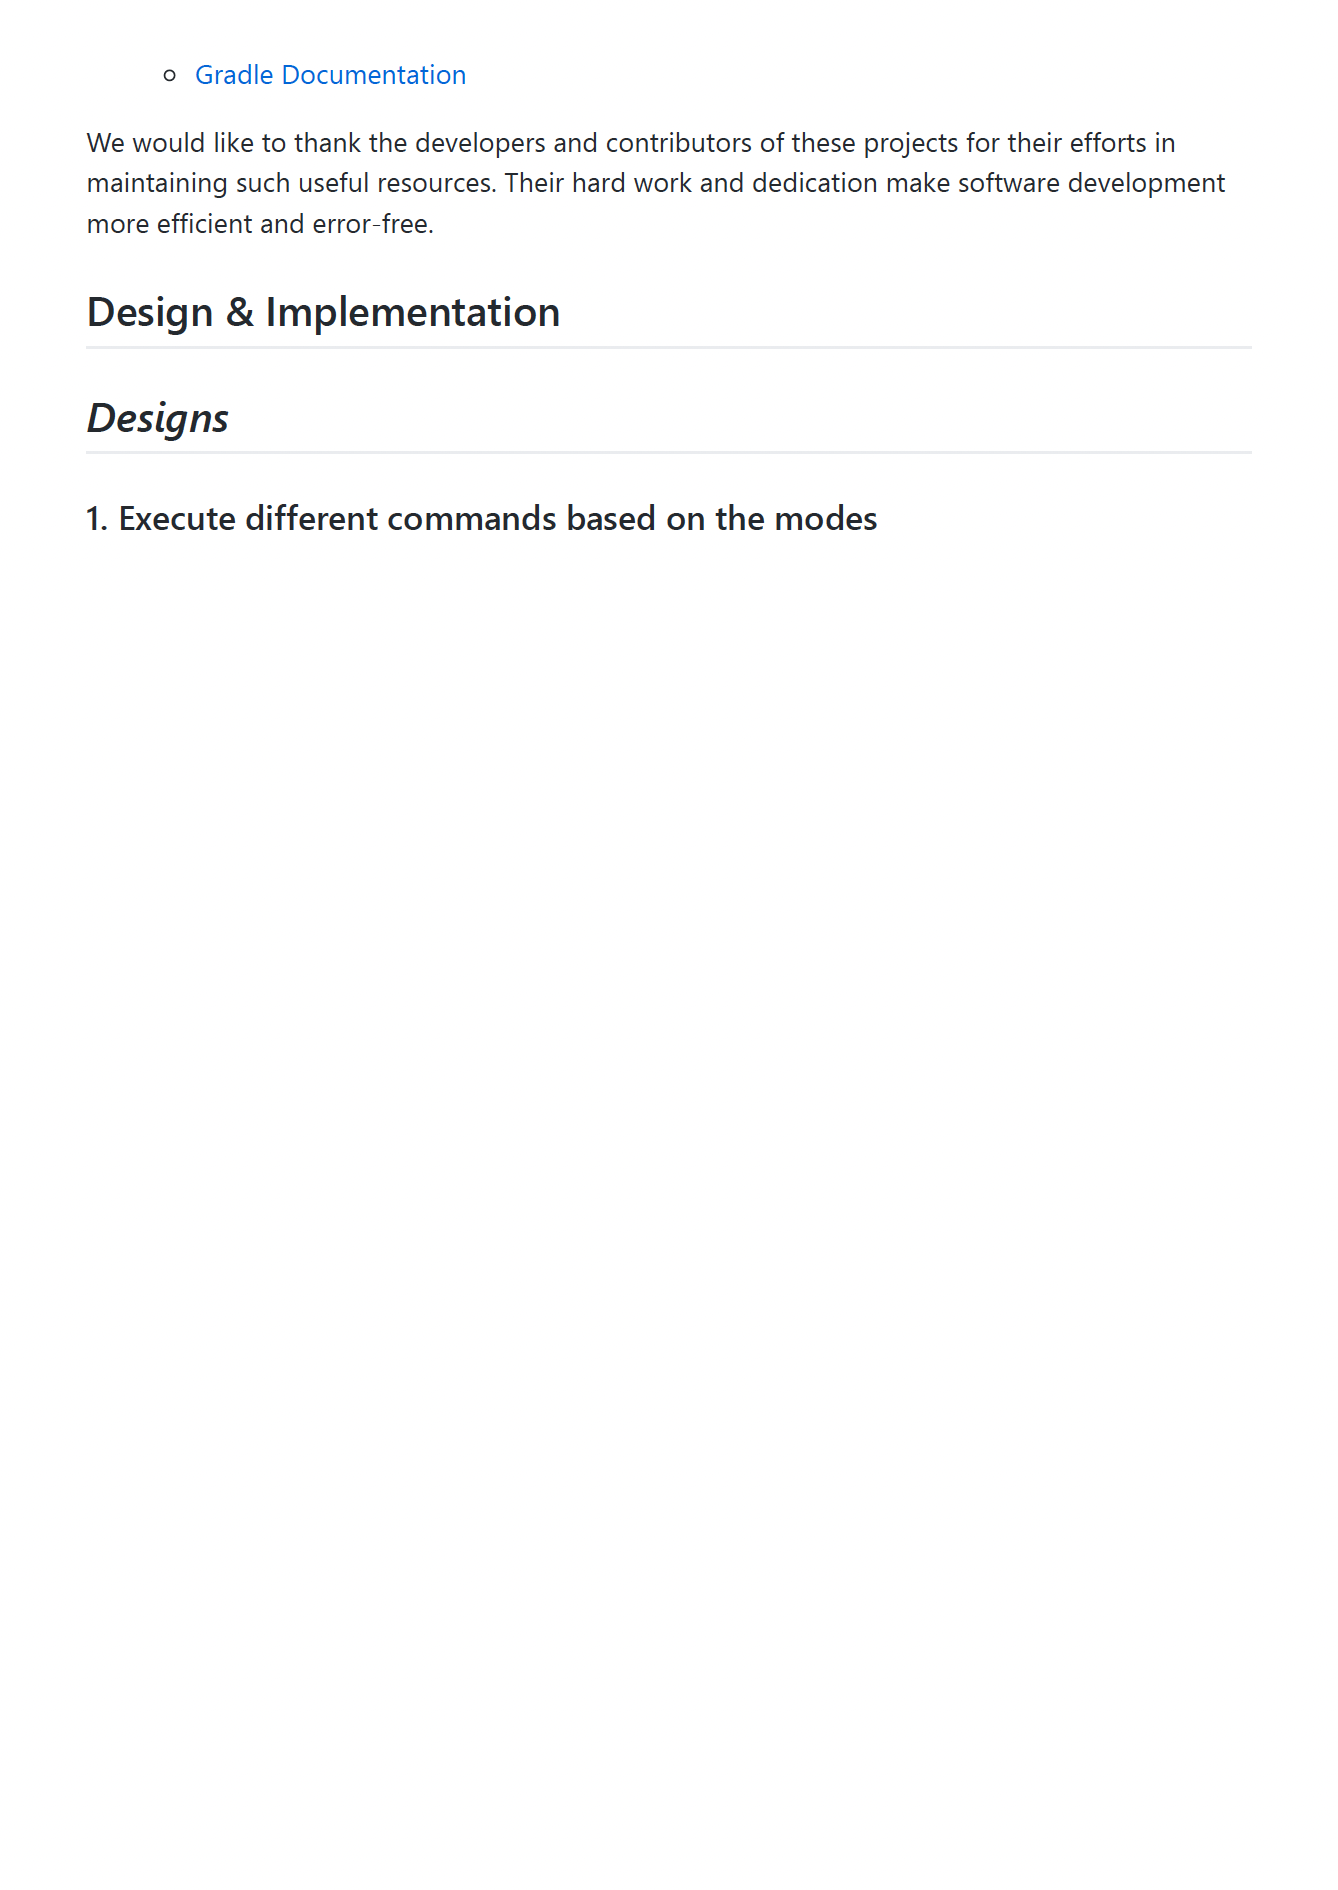 Gradle Documentation
We would like to thank the developers and contributors of these projects for their efforts in
maintaining such useful resources. Their hard work and dedication make software development
more efficient and error-free.
Design & Implementation
Designs
1. Execute different commands based on the modes